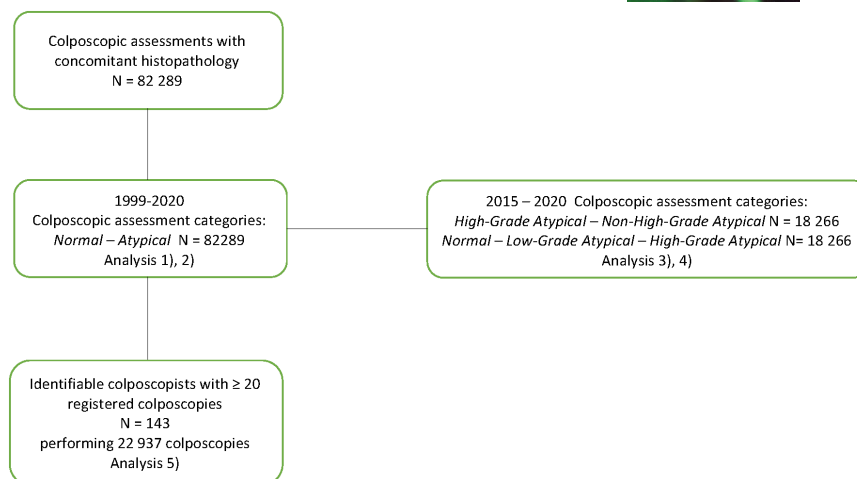 Colposcopic assessments with
concomitant histopathology
N = 82 289
1999-2020
Colposcopic assessment categories:
Normal – Atypical N = 82289
Analysis 1), 2)
2015 – 2020 Colposcopic assessment categories:
High-Grade Atypical – Non-High-Grade Atypical N = 18 266
Normal – Low-Grade Atypical – High-Grade Atypical N= 18 266
Analysis 3), 4)
Identifiable colposcopists with ≥ 20
registered colposcopies
N = 143
performing 22 937 colposcopies
Analysis 5)